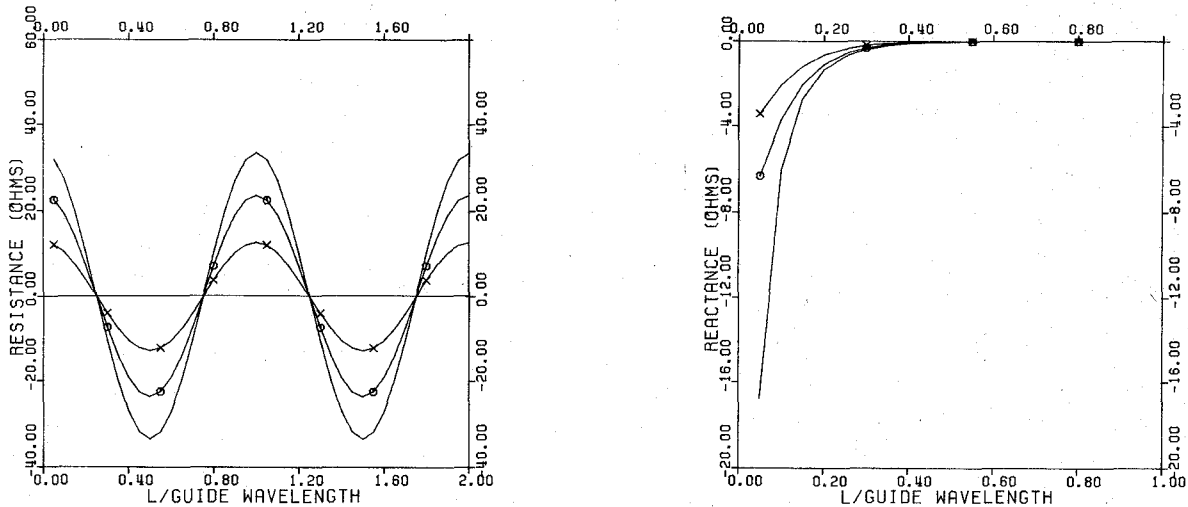 0.00 0.40 0.80 1.20 1.60
60.00
40.00 40.00
20.00 20.00
0.00 0.00
-20.00 -20.00
-40.00 -40.00
RESISTANCE (OHMS)
0.00 0.40 0.80 1.20 1.60 2.00
L/GUIDE WAVELENGTH
0.00 0.20 0.40 0.60 0.80
0.00
-4.00 -4.00
-8.00 -8.00
-12.00 -12.00
-16.00 -16.00
-20.00 -20.00
REACTANCE (OHMS)
0.00 0.20 0.40 0.60 0.80 1.00
L/GUIDE WAVELENGTH